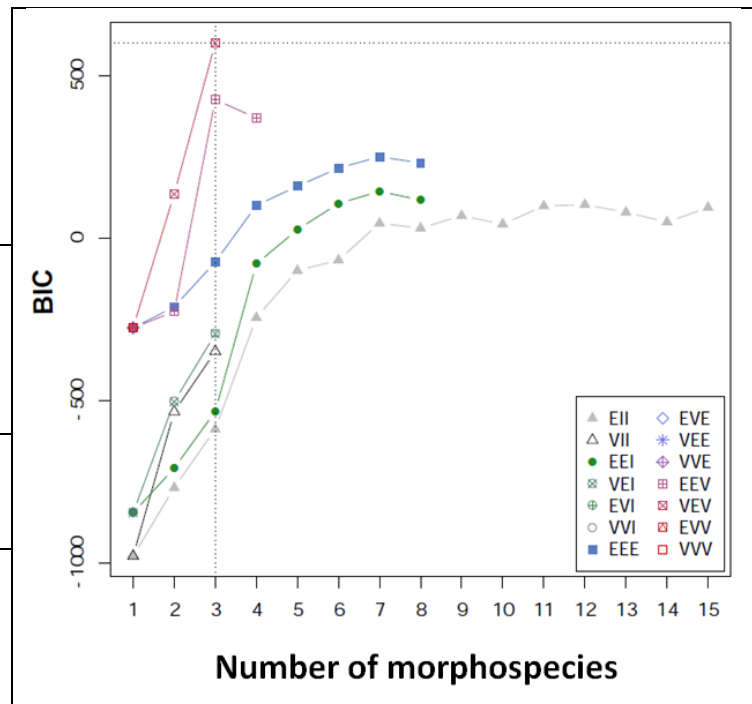 500
0
- 500
- 1000
BIC
EII EVE
VII VEE
EEI VVE
VEI EEV
EVI VEV
VVI EVV
EEE VVV
1 2 3 4 5 6 7 8 9 10 11 12 13 14 15
Number of morphospecies